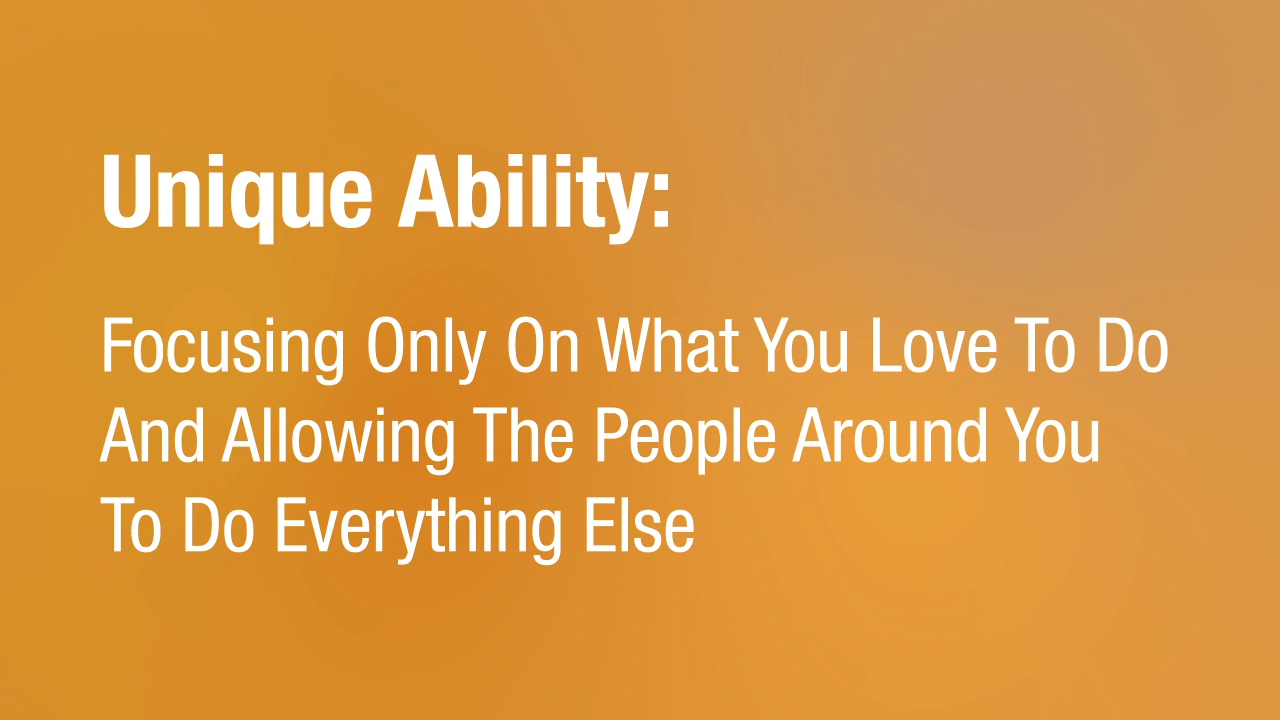 Unique Ability:
Focusing Only On What You Love To Do
And Allowing The People Around You
To Do Everything Else